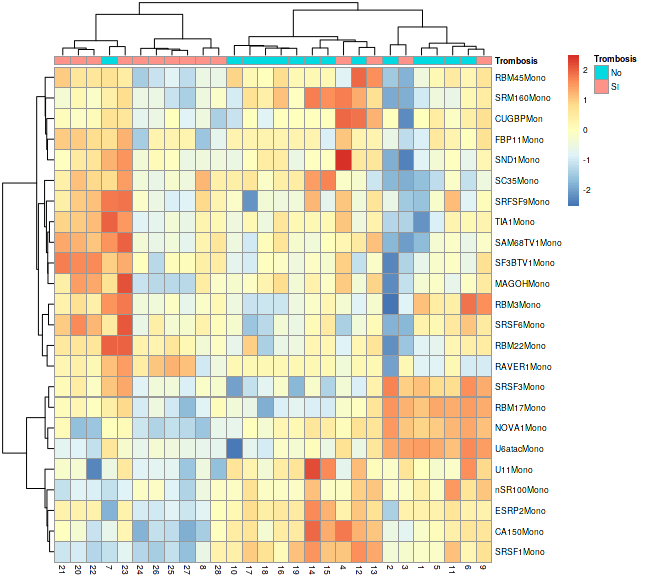 Trombosis
RBM45Mono
SRM160Mono
CUGBPMon
FBP11Mono
SND1Mono
SC35Mono
SRFSF9Mono
TIA1Mono
SAM68TV1Mono
SF3BTV1Mono
MAGOHMono
RBM3Mono
SRSF6Mono
RBM22Mono
RAVER1Mono
SRSF3Mono
RBM17Mono
NOVA1Mono
U6atacMono
U11Mono
nSR100Mono
ESRP2Mono
CA150Mono
SRSF1Mono
21 20 22 7 23 24 26 25 27 8 28 10 17 18 16 19 14 15 4 12 13 2 3 1 5 11 6 9
2
1
0
-1
-2
Trombosis
No
SI